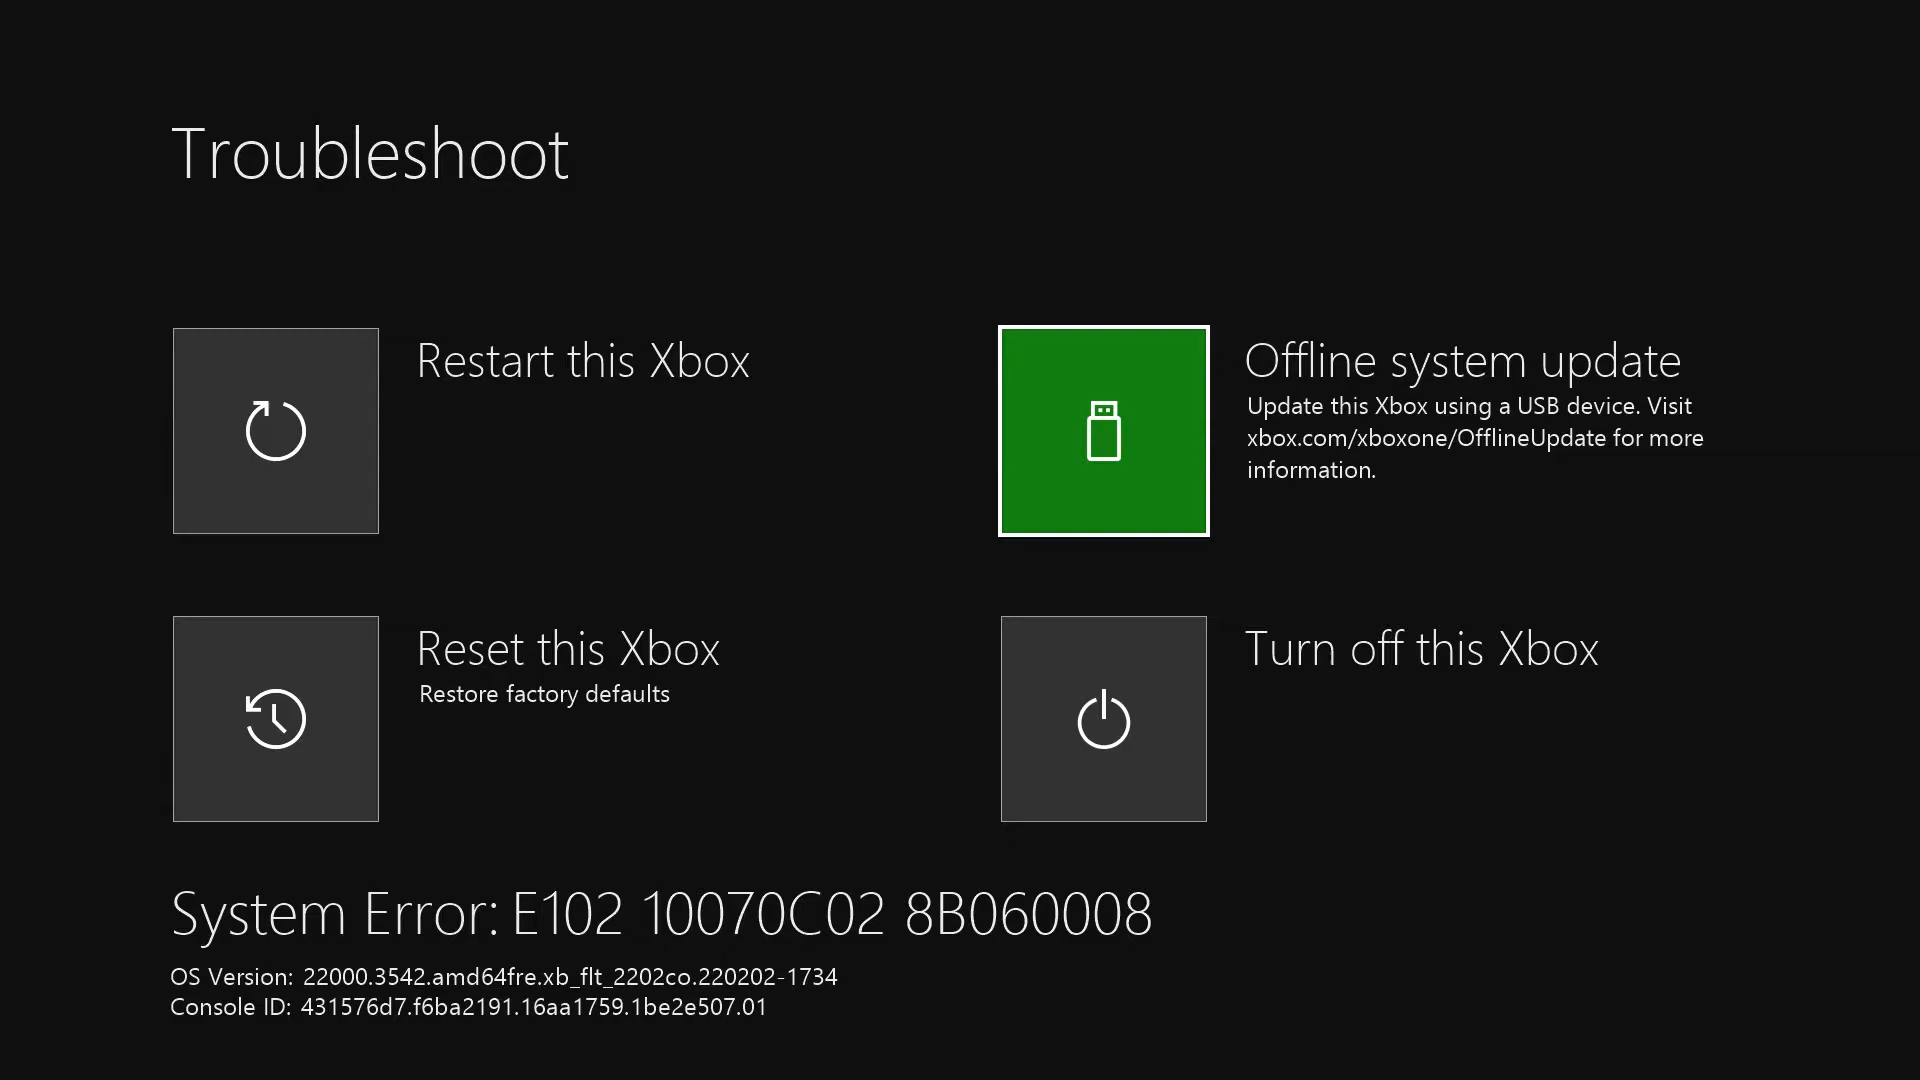 Troubleshoot
Restart this Xbox
Offline system update
Update this Xbox using a USB device. Visit
xbox.com/xboxone/OfflineUpdate for more
information.
Reset this Xbox
Restore factory defaults
Turn off this Xbox
System Error: E102 10070C02 8B060008
OS Version: 22000.3542.amd64fre.xb_flt_2202co.220202-1734
Console ID: 431576d7.f6ba2191.16aa1759.1be2e507.01